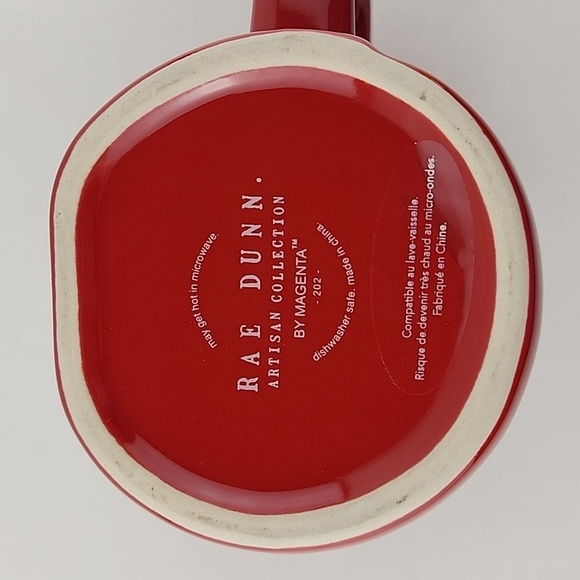 may get hot in microwave.
RAE DUNN.
ARTISAN COLLECTION
BY MAGENTA™
- 202 -
dishwasher safe. made in china.
Compatible au lave-vaisselle.
Risque de devenir très chaud au micro-ondes.
Fabriqué en Chine.